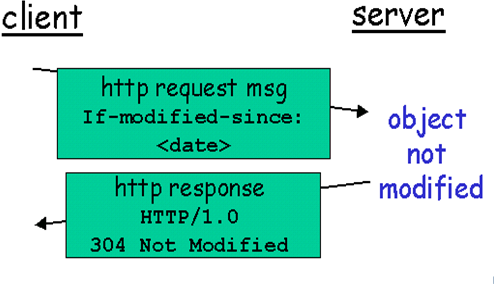 client
server
http request msg
If-modified-since:
<date>
object
not
modified
http response
HTTP/1.0
304 Not Modified